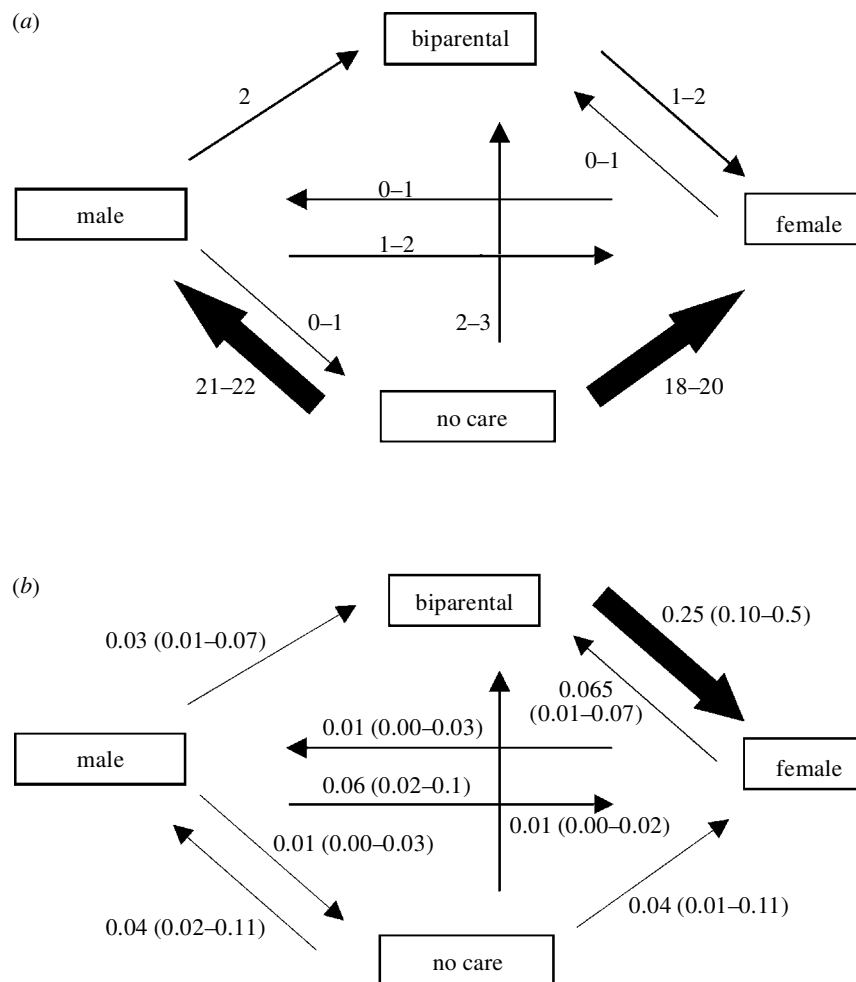 (a)
biparental
2
1–2
0–1
0–1
male
female
1–2
0–1
2–3
21–22
18–20
no care
(b)
biparental
0.25 (0.10–0.5)
0.03 (0.01–0.07)
0.065
(0.01–0.07)
0.01 (0.00–0.03)
male
female
0.06 (0.02–0.1)
0.01 (0.00–0.02)
0.01 (0.00–0.03)
0.04 (0.02–0.11)
0.04 (0.01–0.11)
no care